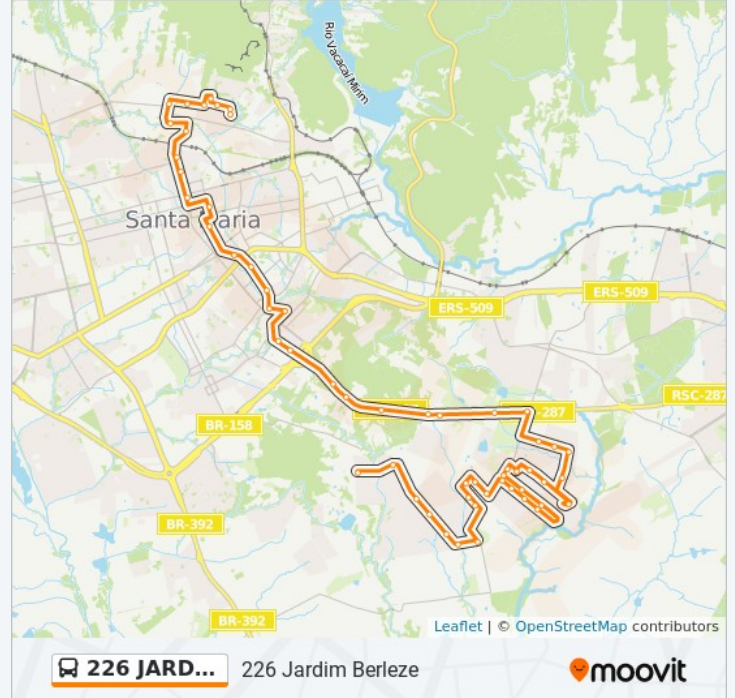 Rio Vacacaí Mirim
Santa Maria
ERS-509
ERS-509
RSC-287
-287
BR-158
BR-392
BR-392
Leaflet | © OpenStreetMap contributors
226 JARD...
226 Jardim Berleze
moovit